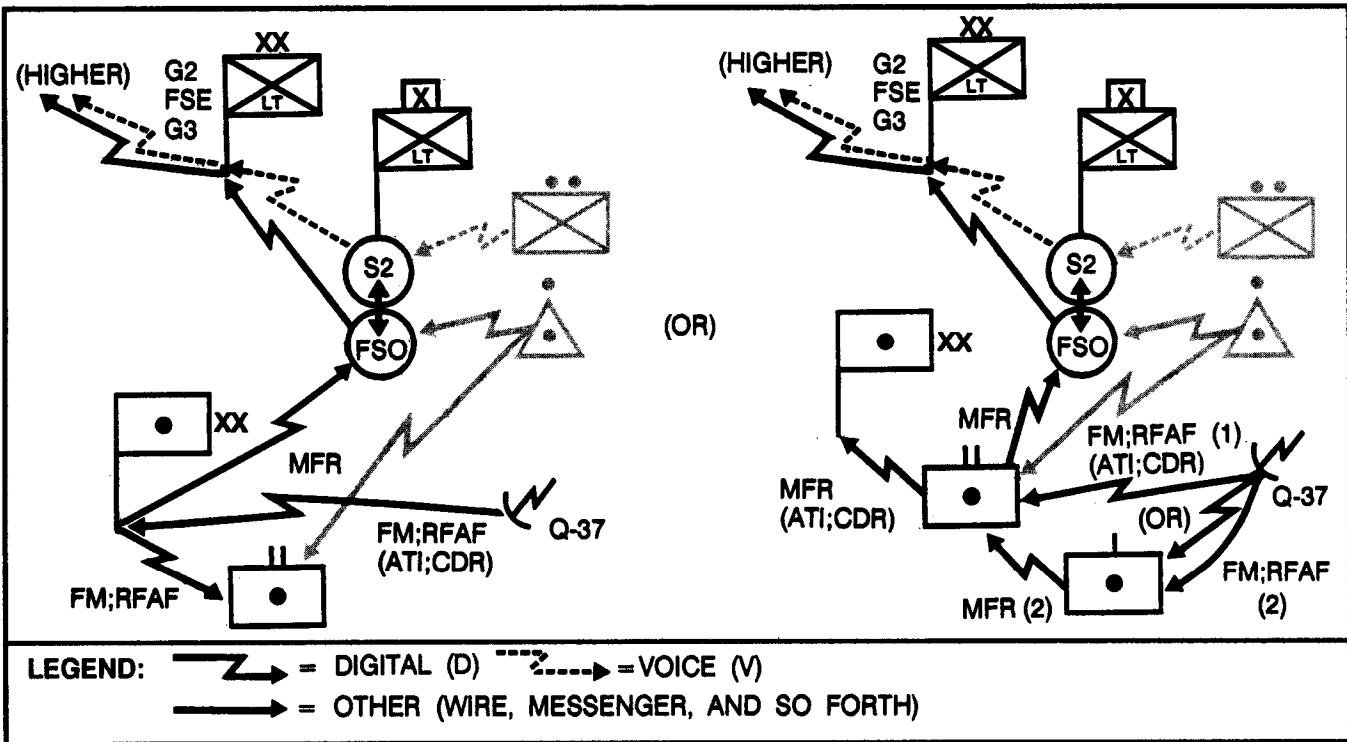 XX
(HIGHER)
G2
FSE
G3
LT
X
LT
S2
FSO
XX
MFR
FM;RFAF
(ATI;CDR)
Q-37
II
FM;RFAF
(OR)
XX
(HIGHER)
G2
FSE
G3
LT
X
LT
S2
FSO
XX
MFR
FM;RFAF (1)
(ATI;CDR)
Q-37
MFR
(ATI;CDR)
II
(OR)
I
MFR (2)
FM;RFAF
(2)
LEGEND: = DIGITAL (D) = VOICE (V)
= OTHER (WIRE, MESSENGER, AND SO FORTH)